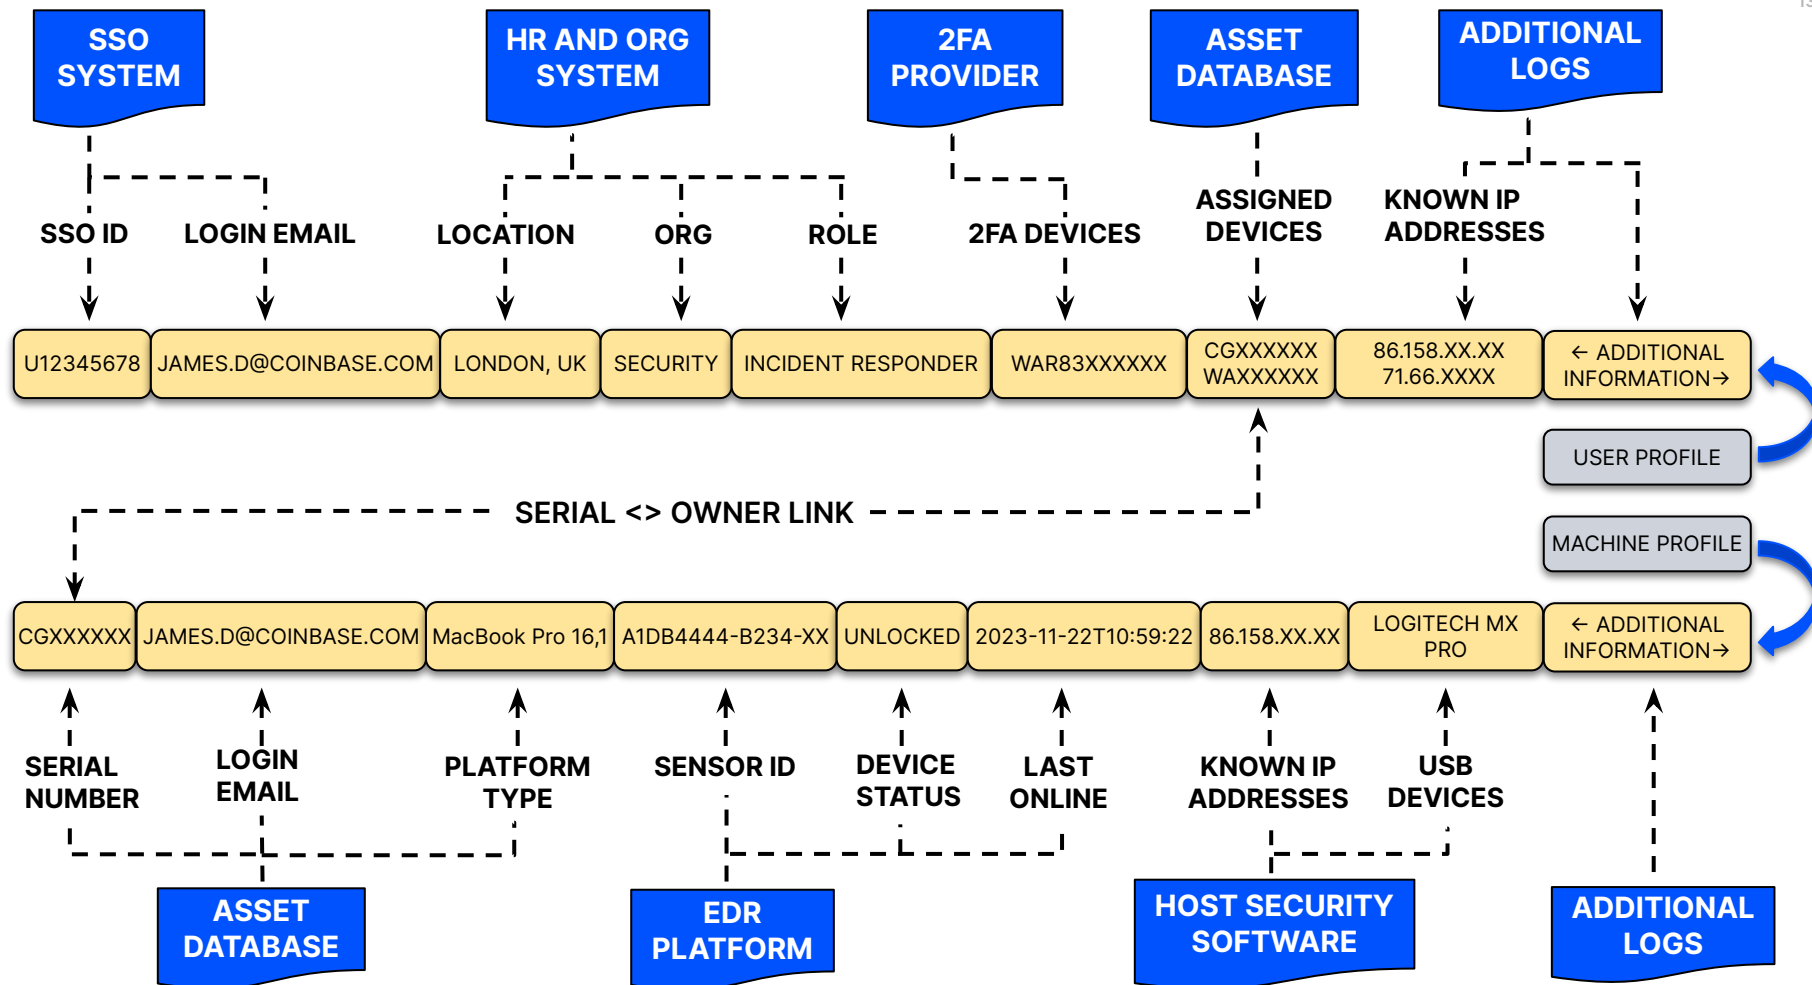 SSO
SYSTEM
HR AND ORG
SYSTEM
2FA
PROVIDER
ASSET
DATABASE
ADDITIONAL
LOGS
SSO ID
LOGIN EMAIL
LOCATION
ORG
ROLE
2FA DEVICES
ASSIGNED
DEVICES
KNOWN IP
ADDRESSES
U12345678
JAMES.D@COINBASE.COM
LONDON, UK
SECURITY
INCIDENT RESPONDER
WAR83XXXXXX
CGXXXXXX
WAXXXXXX
86.158.XX.XX
71.66.XXXX
← ADDITIONAL
INFORMATION→
USER PROFILE
SERIAL <> OWNER LINK
MACHINE PROFILE
CGXXXXXX
JAMES.D@COINBASE.COM
MacBook Pro 16,1
A1DB4444-B234-XX
UNLOCKED
2023-11-22T10:59:22
86.158.XX.XX
LOGITECH MX
PRO
← ADDITIONAL
INFORMATION→
SERIAL
NUMBER
LOGIN
EMAIL
PLATFORM
TYPE
SENSOR ID
DEVICE
STATUS
LAST
ONLINE
KNOWN IP
ADDRESSES
USB
DEVICES
ASSET
DATABASE
EDR
PLATFORM
HOST SECURITY
SOFTWARE
ADDITIONAL
LOGS